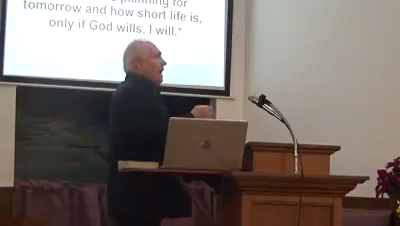 planning for
tomorrow and how short life is,
only if God wills, I will."